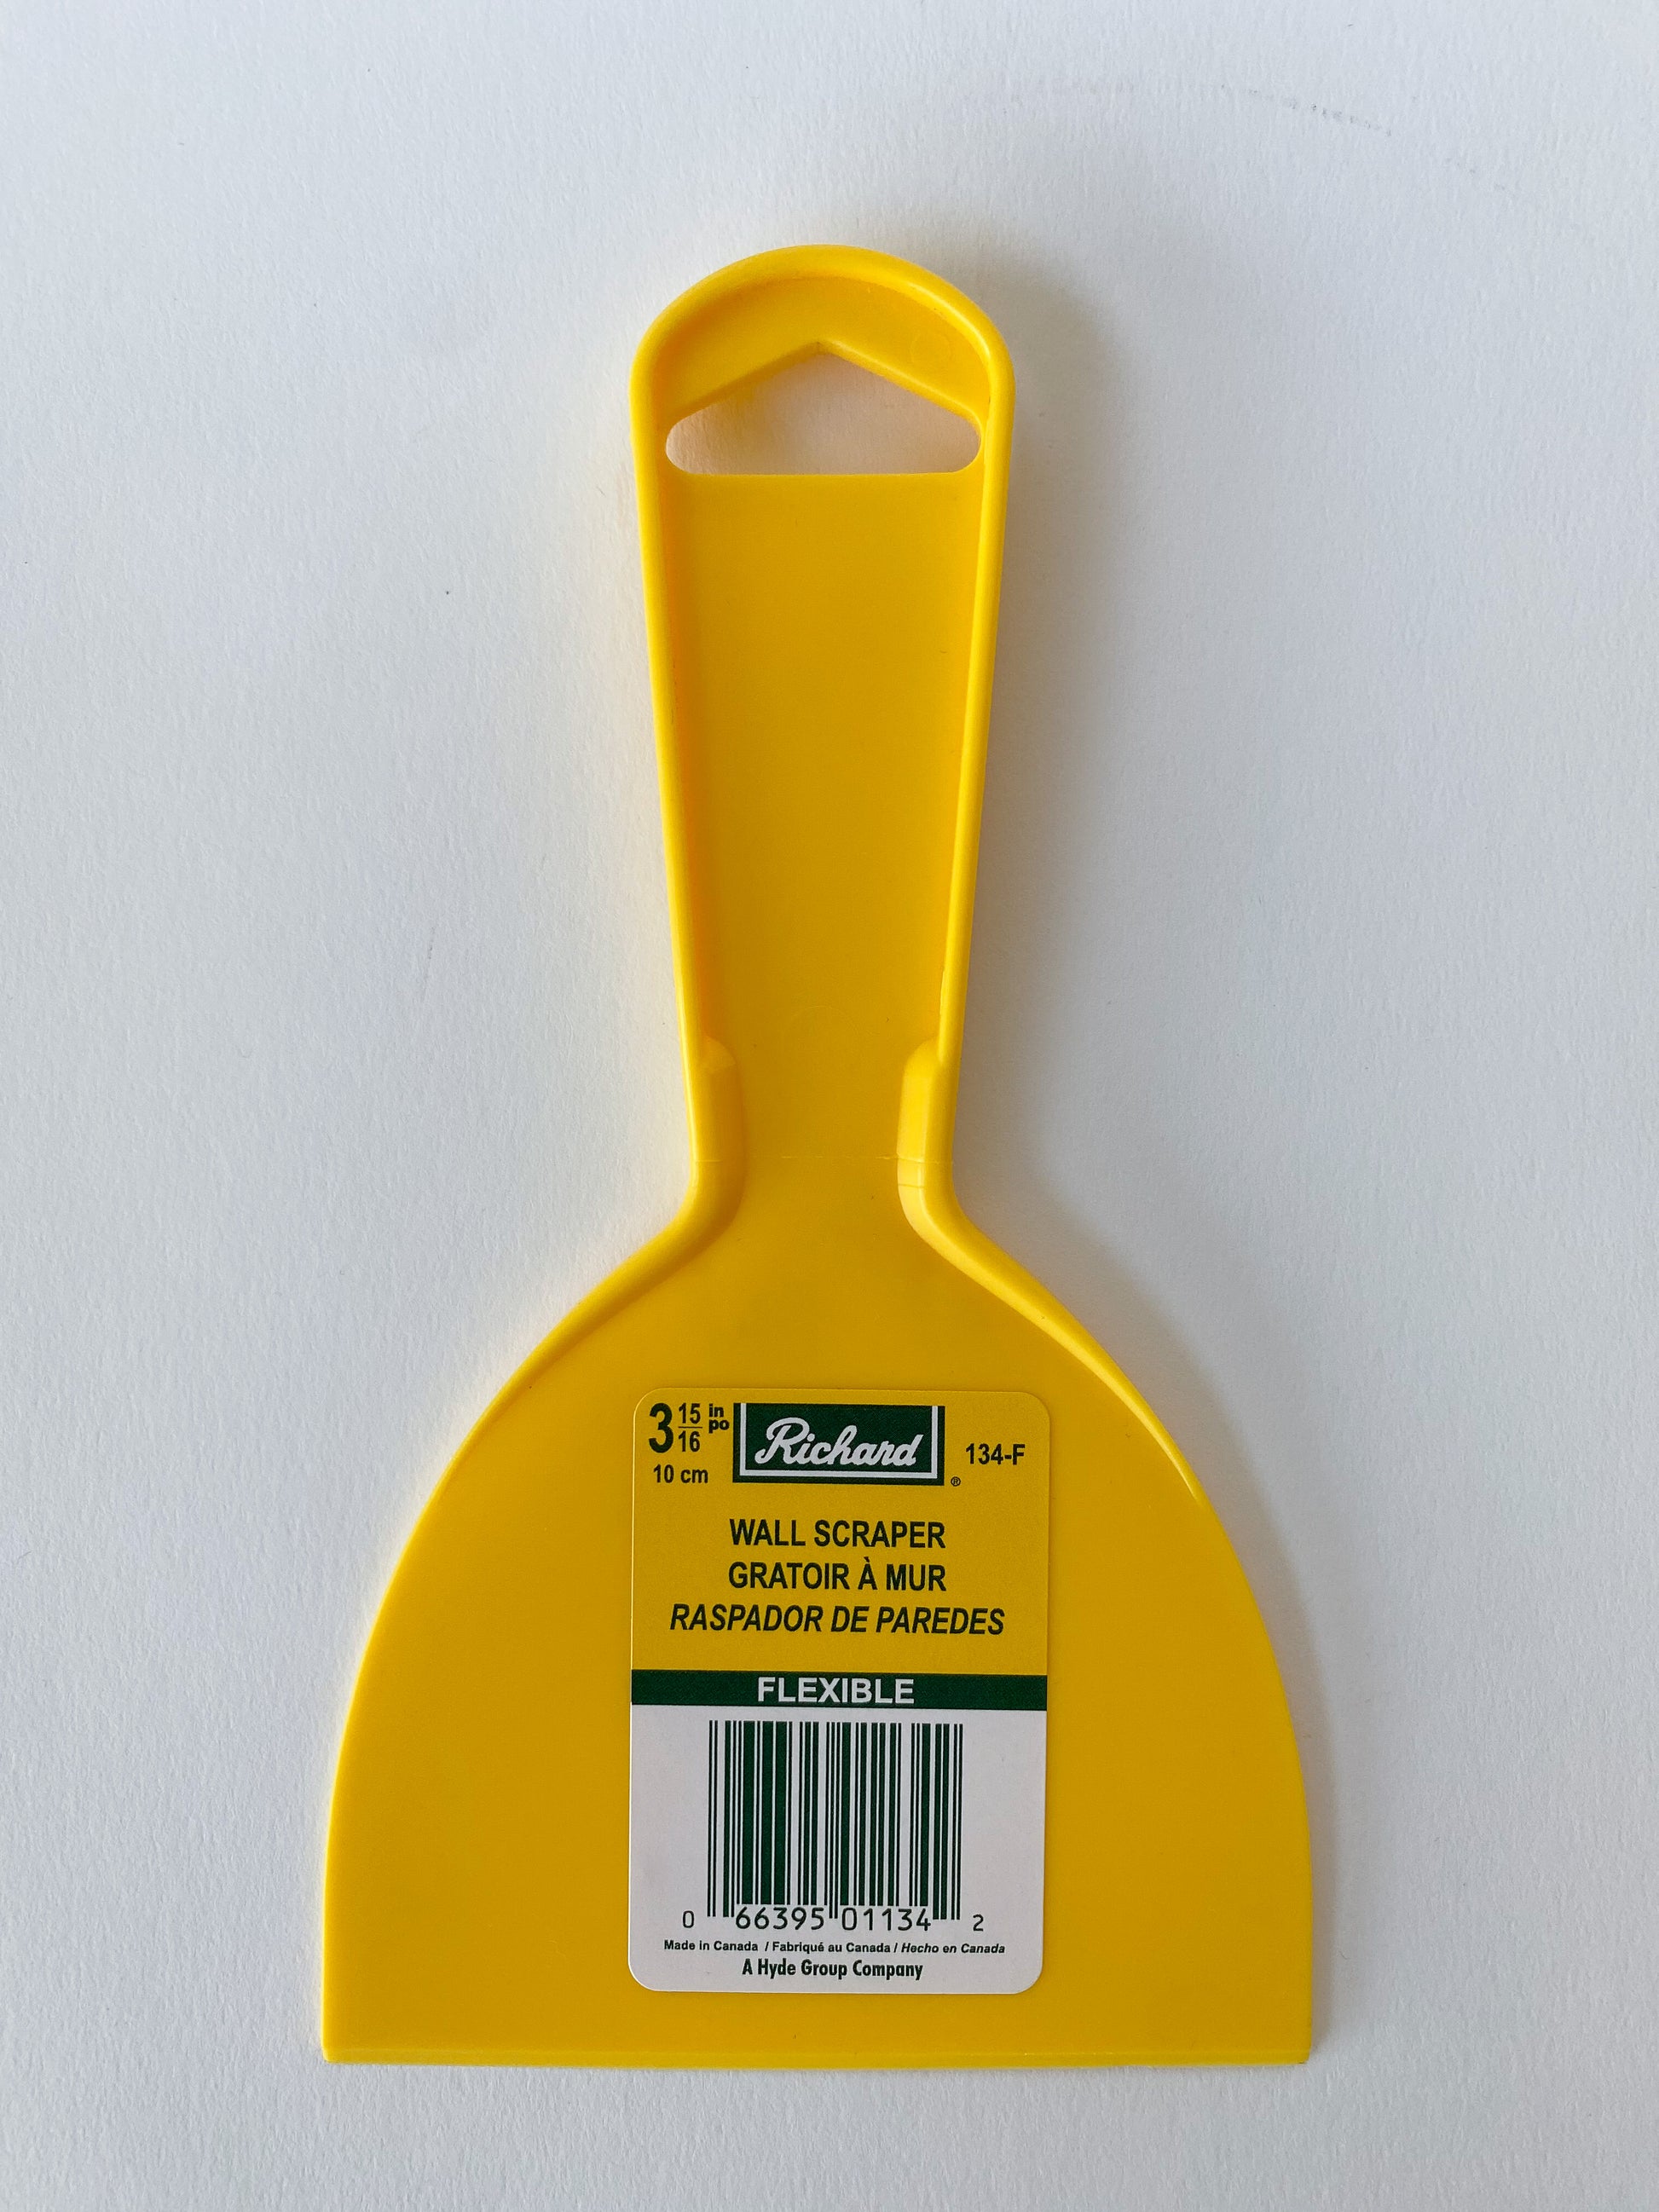 3 15/16 in po
10 cm
Richard ®
134-F
WALL SCRAPER
GRATOIR À MUR
RASPADOR DE PAREDES
FLEXIBLE
0 66395 01134 2
Made in Canada / Fabriqué au Canada / Hecho en Canada
A Hyde Group Company